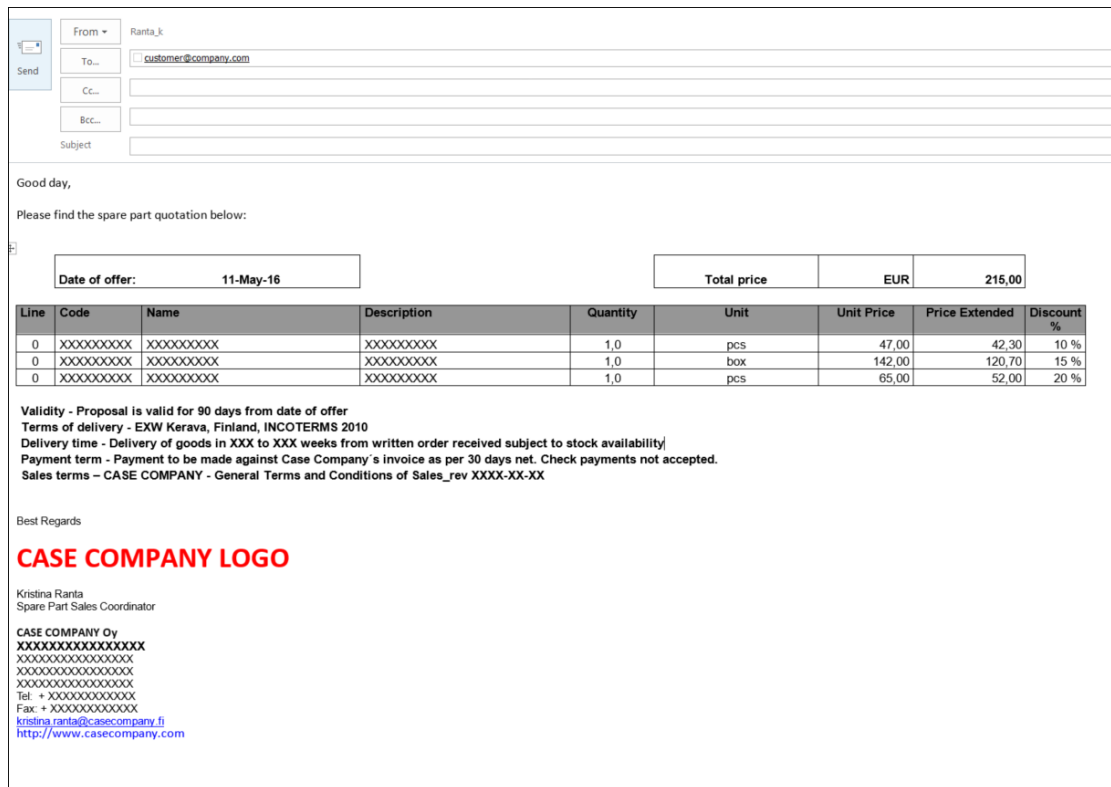 From Ranta_k
To... customer@company.com
Send
Cc...
Bcc...
Subject
Good day,
Please find the spare part quotation below:
Date of offer: 11-May-16 Total price EUR 215,00
Line Code Name Description Quantity Unit Unit Price Price Extended Discount %
0 XXXXXXXXX XXXXXXXXX XXXXXXXXX 1,0 pcs 47,00 42,30 10 %
0 XXXXXXXXX XXXXXXXXX XXXXXXXXX 1,0 box 142,00 120,70 15 %
0 XXXXXXXXX XXXXXXXXX XXXXXXXXX 1,0 pcs 65,00 52,00 20 %
Validity - Proposal is valid for 90 days from date of offer
Terms of delivery - EXW Kerava, Finland, INCOTERMS 2010
Delivery time - Delivery of goods in XXX to XXX weeks from written order received subject to stock availability
Payment term - Payment to be made against Case Company´s invoice as per 30 days net. Check payments not accepted.
Sales terms – CASE COMPANY - General Terms and Conditions of Sales_rev XXXX-XX-XX
Best Regards
CASE COMPANY LOGO
Kristina Ranta
Spare Part Sales Coordinator
CASE COMPANY Oy
XXXXXXXXXXXXXXXX
XXXXXXXXXXXXXXXX
XXXXXXXXXXXXXXXX
XXXXXXXXXXXXXXXX
Tel: + XXXXXXXXXXXX
Fax: + XXXXXXXXXXXX
kristina.ranta@casecompany.fi
http://www.casecompany.com